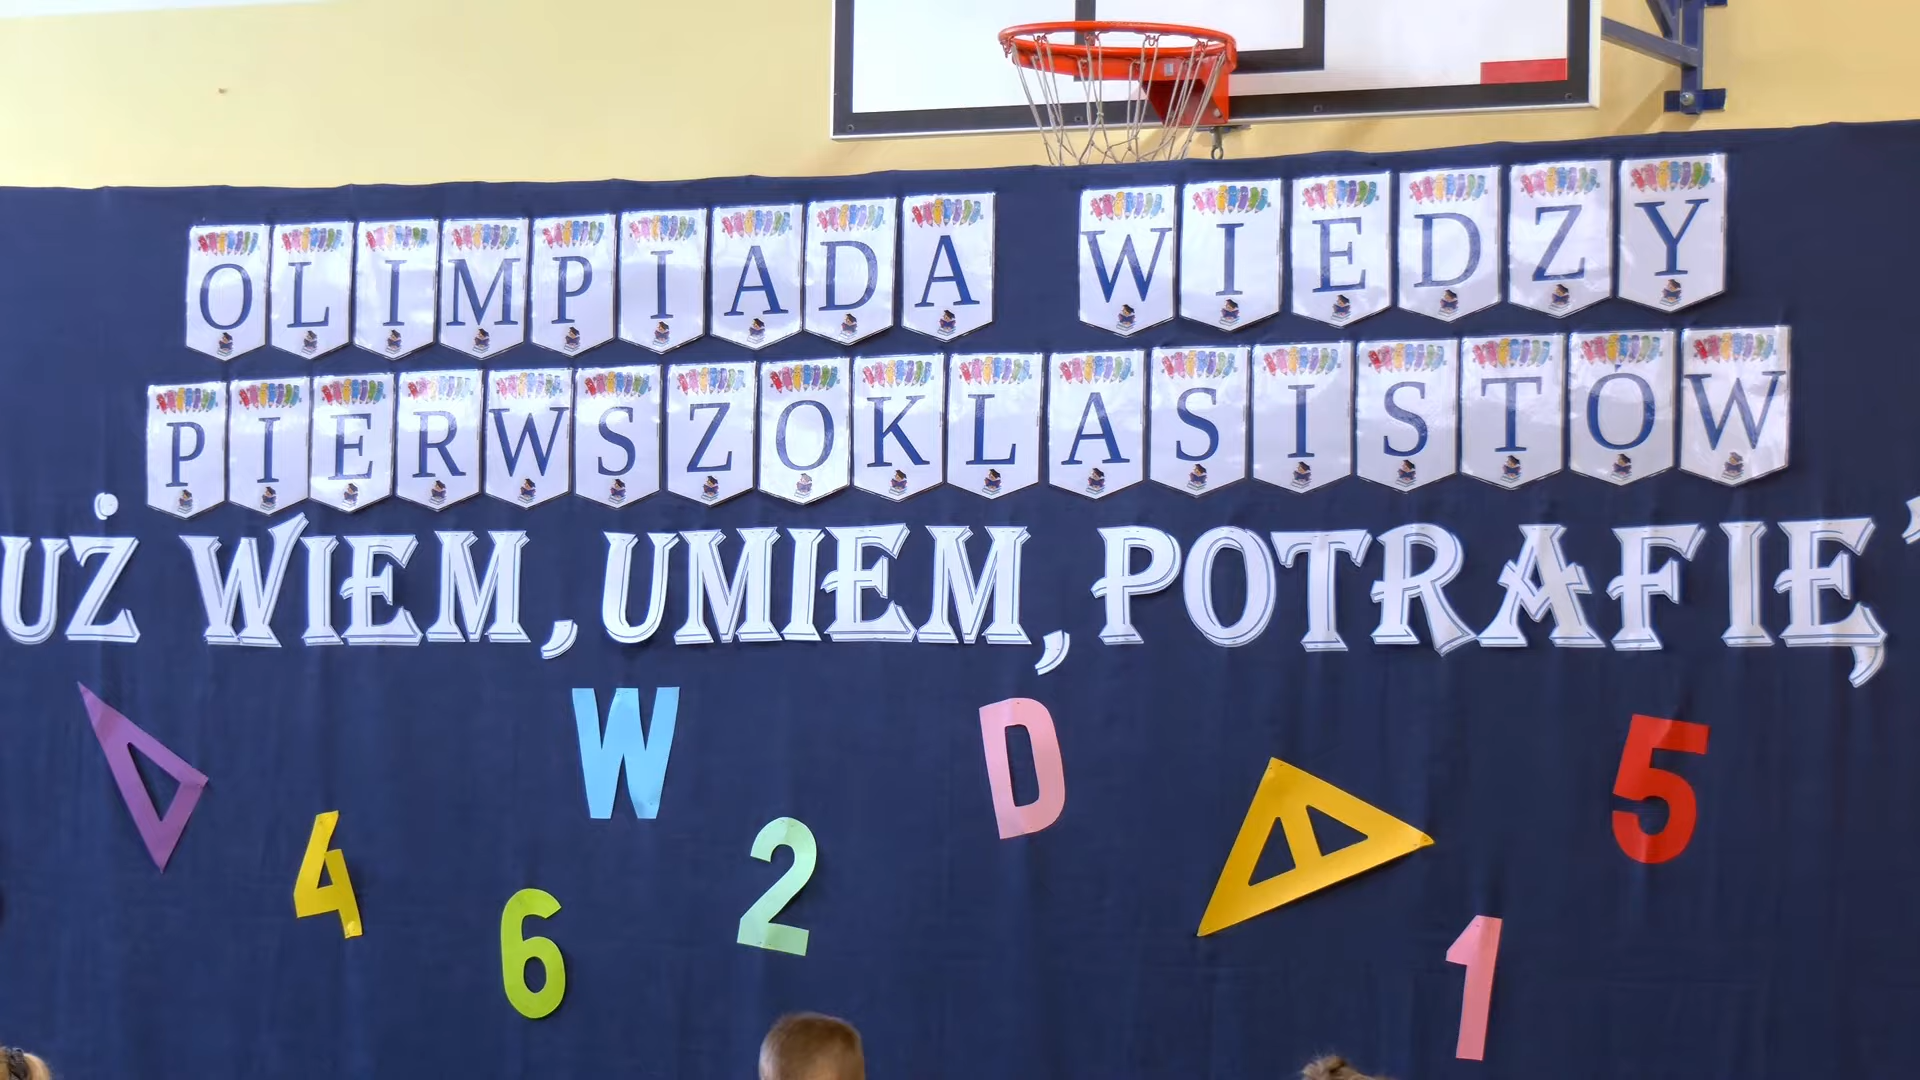 OLIMPIADA WIEDZY
PIERWSZOKLASISTÓW
UŻ WIEM, UMIEM, POTRAFIĘ"
W D 5
4 2
6 1